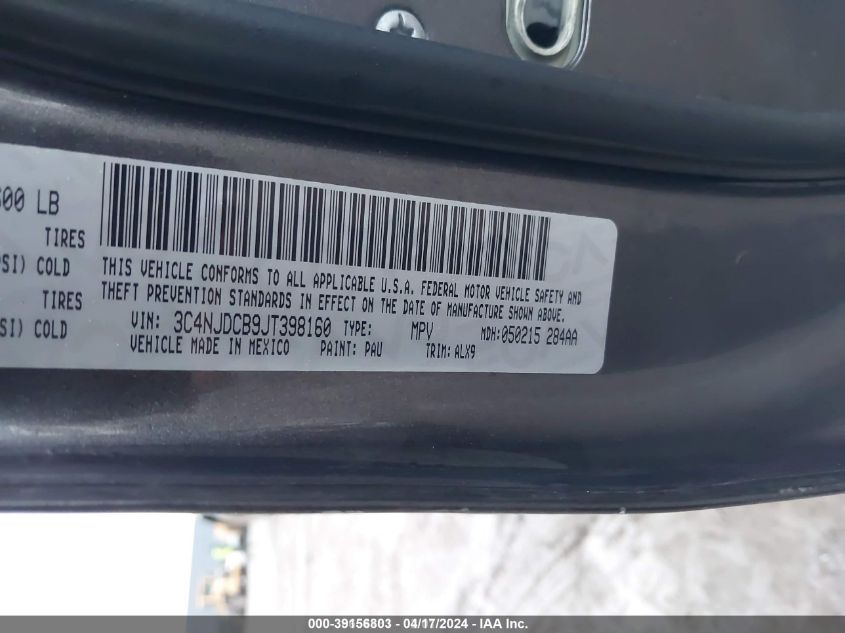 600 LB
TIRES
PSI) COLD
TIRES
SI) COLD
THIS VEHICLE CONFORMS TO ALL APPLICABLE U.S.A. FEDERAL MOTOR VEHICLE SAFETY AND
THEFT PREVENTION STANDARDS IN EFFECT ON THE DATE OF MANUFACTURE SHOWN ABOVE.
VIN: 3C4NJDCB9JT398160 TYPE: MPV MDH:050215 284AA
VEHICLE MADE IN MEXICO PAINT: PAU TRIM: ALX9
000-39156803 - 04/17/2024 - IAA Inc.